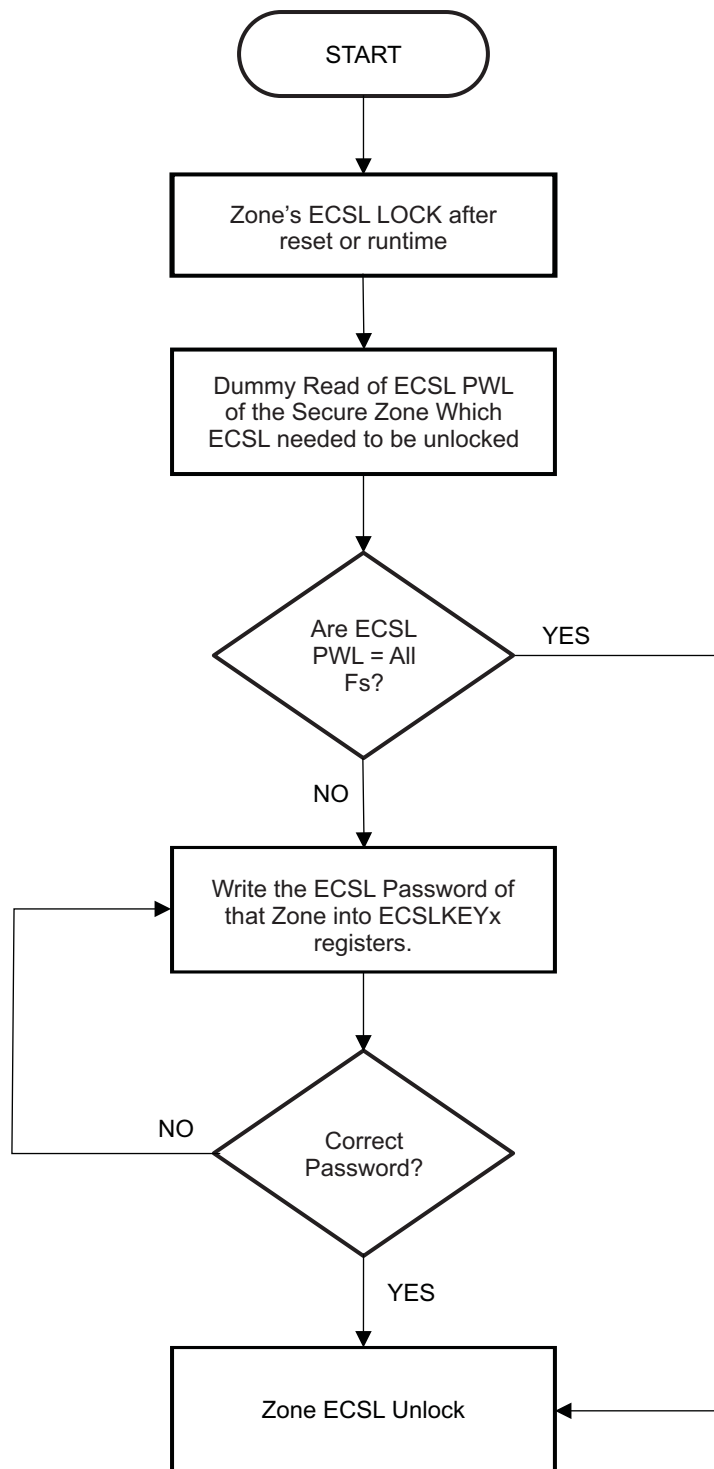 START
Zone's ECSL LOCK after
reset or runtime
Dummy Read of ECSL PWL
of the Secure Zone Which
ECSL needed to be unlocked
Are ECSL
PWL = All
Fs?
YES
NO
Write the ECSL Password of
that Zone into ECSLKEYx
registers.
NO
Correct
Password?
YES
Zone ECSL Unlock